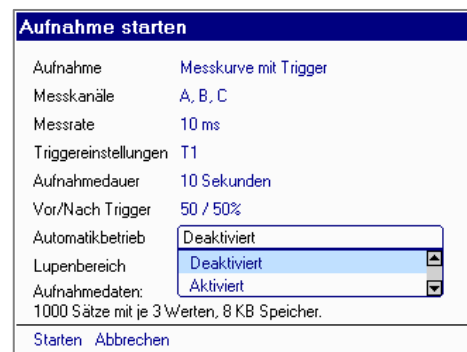 Aufnahme starten
Aufnahme Messkurve mit Trigger
Messkanäle A, B, C
Messrate 10 ms
Triggereinstellungen T1
Aufnahmedauer 10 Sekunden
Vor/Nach Trigger 50 / 50%
Automatikbetrieb Deaktiviert
Lupenbereich Deaktiviert
Aufnahmedaten: Aktiviert
1000 Sätze mit je 3 Werten, 8 KB Speicher.
Starten Abbrechen